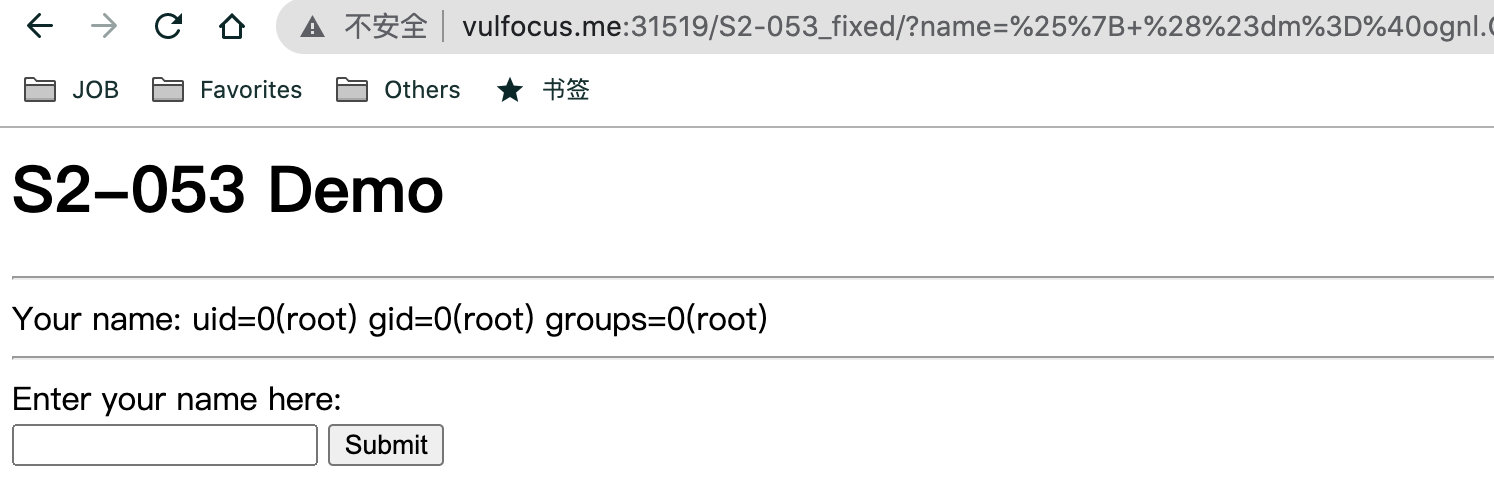 不安全 vulfocus.me:31519/S2-053_fixed/?name=%25%7B+%28%23dm%3D%40ognl.
JOB Favorites Others 书签
S2-053 Demo
Your name: uid=0(root) gid=0(root) groups=0(root)
Enter your name here:
Submit